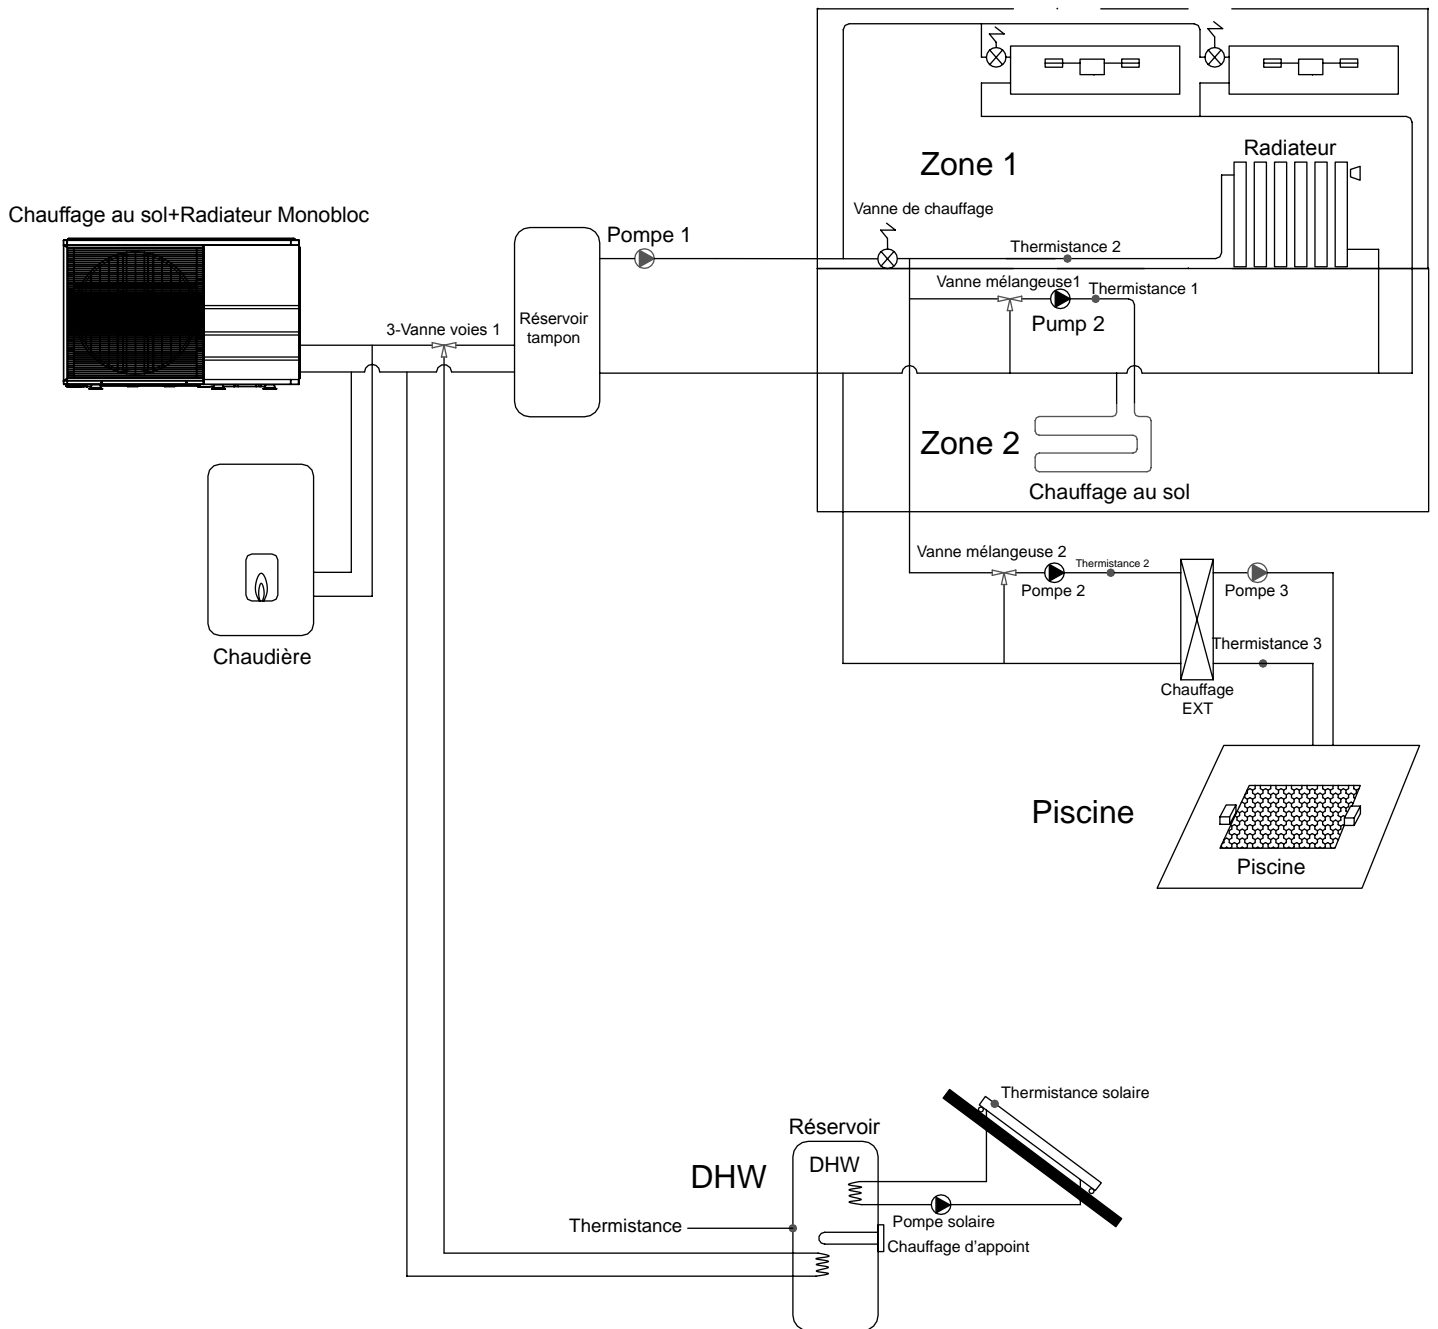 Zone 1
Radiateur
Vanne de chauffage
Chauffage au sol+Radiateur Monobloc
Pompe 1
Thermistance 2
Vanne mélangeuse1
Thermistance 1
Pump 2
3-Vanne voies 1
Réservoir
tampon
Zone 2
Chauffage au sol
Chaudière
Vanne mélangeuse 2
Thermistance 2
Pompe 2
Pompe 3
Thermistance 3
Chauffage
EXT
Piscine
Piscine
Thermistance solaire
Réservoir
DHW
DHW
Thermistance
Pompe solaire
Chauffage d'appoint